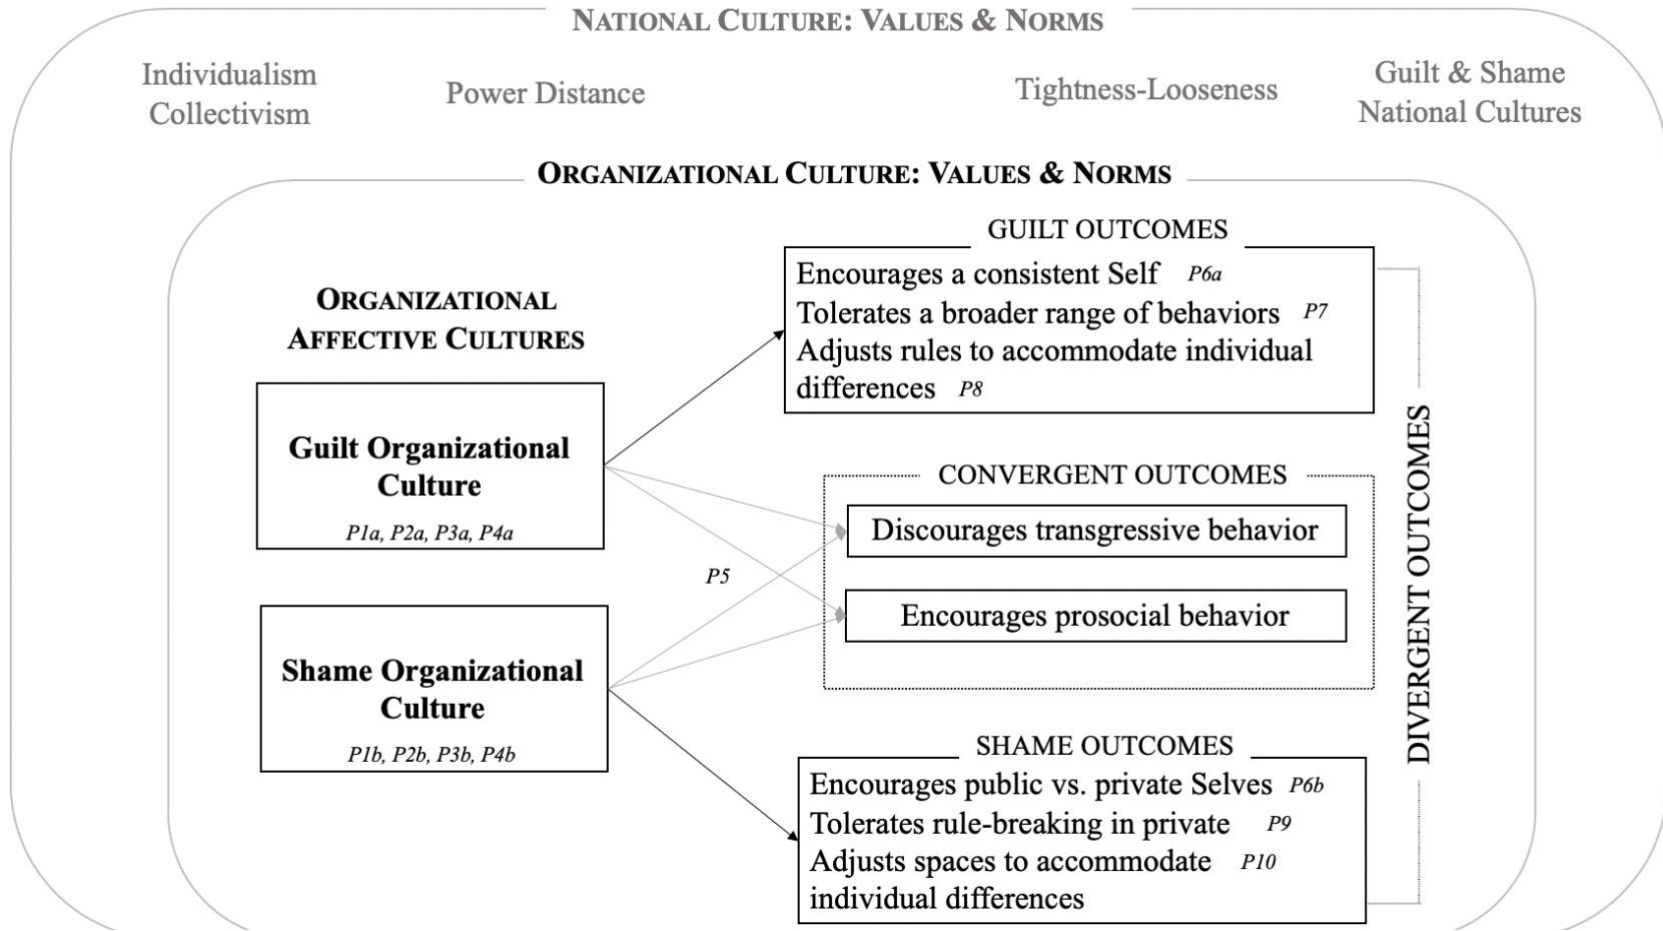 NATIONAL CULTURE: VALUES & NORMS
Individualism
Collectivism
Power Distance
Tightness-Looseness
Guilt & Shame
National Cultures
ORGANIZATIONAL CULTURE: VALUES & NORMS
ORGANIZATIONAL
AFFECTIVE CULTURES
Guilt Organizational
Culture
P1a, P2a, P3a, P4a
Shame Organizational
Culture
P1b, P2b, P3b, P4b
P5
GUILT OUTCOMES
Encourages a consistent Self P6a
Tolerates a broader range of behaviors P7
Adjusts rules to accommodate individual
differences P8
CONVERGENT OUTCOMES
Discourages transgressive behavior
Encourages prosocial behavior
SHAME OUTCOMES
Encourages public vs. private Selves P6b
Tolerates rule-breaking in private P9
Adjusts spaces to accommodate P10
individual differences
DIVERGENT OUTCOMES